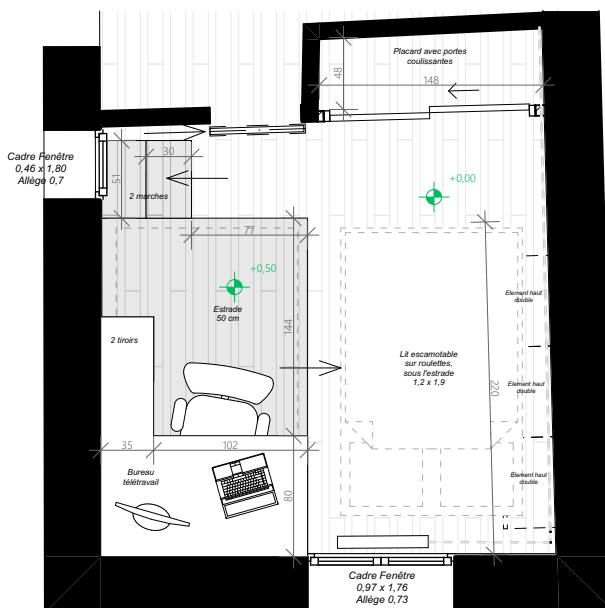 Placard avec portes
coulissantes
48
148
Cadre Fenêtre
0,46 x 1,80
Allège 0,7
51
30
2 marches
+0,00
77
+0,50
Estrade
50 cm
144
2 tiroirs
Element haut
double
Lit escamotable
sur roulettes,
sous l'estrade
1,2 x 1,9
220
Element haut
double
35
102
Bureau
télétravail
80
Element haut
double
Cadre Fenêtre
0,97 x 1,76
Allège 0,73